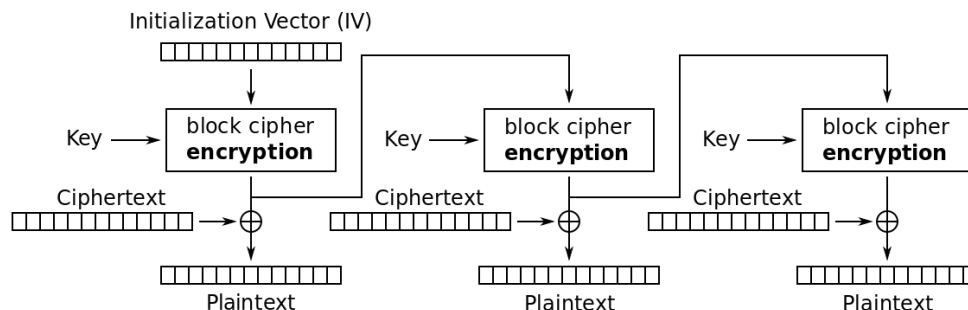 Initialization Vector (IV)
Key
block cipher
encryption
Key
block cipher
encryption
Key
block cipher
encryption
Ciphertext
Ciphertext
Ciphertext
Plaintext
Plaintext
Plaintext